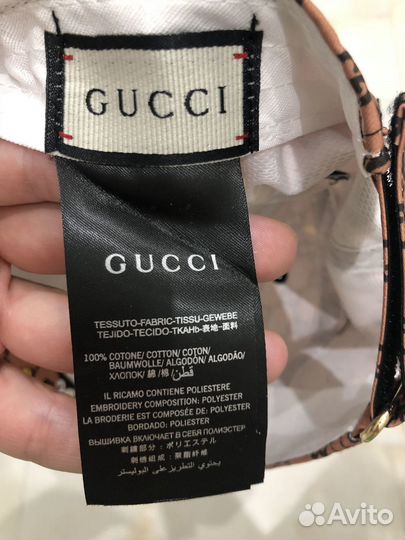 GUCCI
GUCCI
TESSUTO-FABRIC-TISSU-GEWEBE
TEJIDO-TECIDO-ТКАНЬ-表地-面料
100% COTONE/ COTTON/ COTON/
BAUMWOLLE/ ALGODÓN/ ALGODÃO/
ХЛОПОК/ 綿/ 棉/ قطن
IL RICAMO CONTIENE POLIESTERE
EMBROIDERY COMPOSITION: POLYESTER
LA BRODERIE EST COMPOSÉE DE: POLYESTER
BORDADO: POLYESTER
ВЫШИВКА ВКЛЮЧАЕТ В СЕБЯ ПОЛИЭСТЕР
刺繍部分: ポリエステル
刺绣组成: 聚酯纤维
يحتوي التطريز على البوليستر
Avito